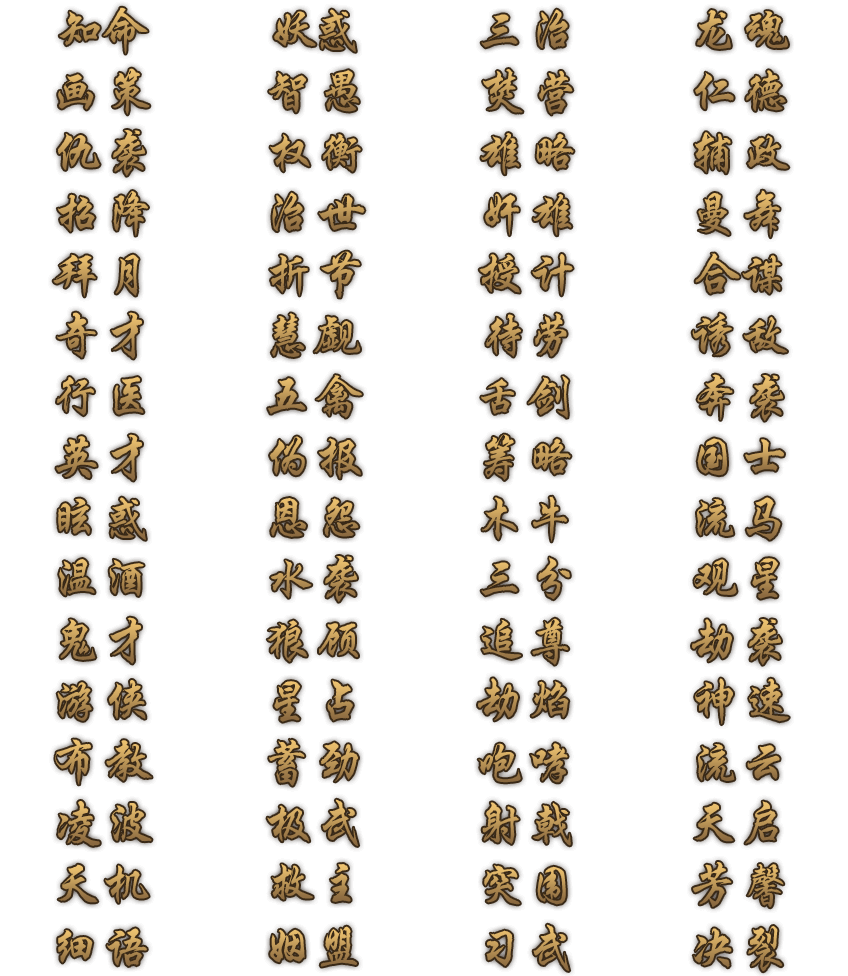 知命 妖惑 三治 龙魂
画策 智愚 焚营 仁德
仇袭 权衡 雄略 辅政
招降 治世 奸雄 曼舞
拜月 折节 授计 合谋
奇才 慧觑 待劳 诱敌
行医 五禽 舌剑 奔袭
英才 伪报 筹略 国士
眩惑 恩怨 木牛 流马
温酒 水袭 三分 观星
鬼才 狼顾 追尊 劫袭
游侠 星占 劫焰 神速
布教 蓄劲 咆哮 流云
凌波 极武 射戟 天启
天机 救主 突围 芳馨
细语 姻盟 习武 决裂